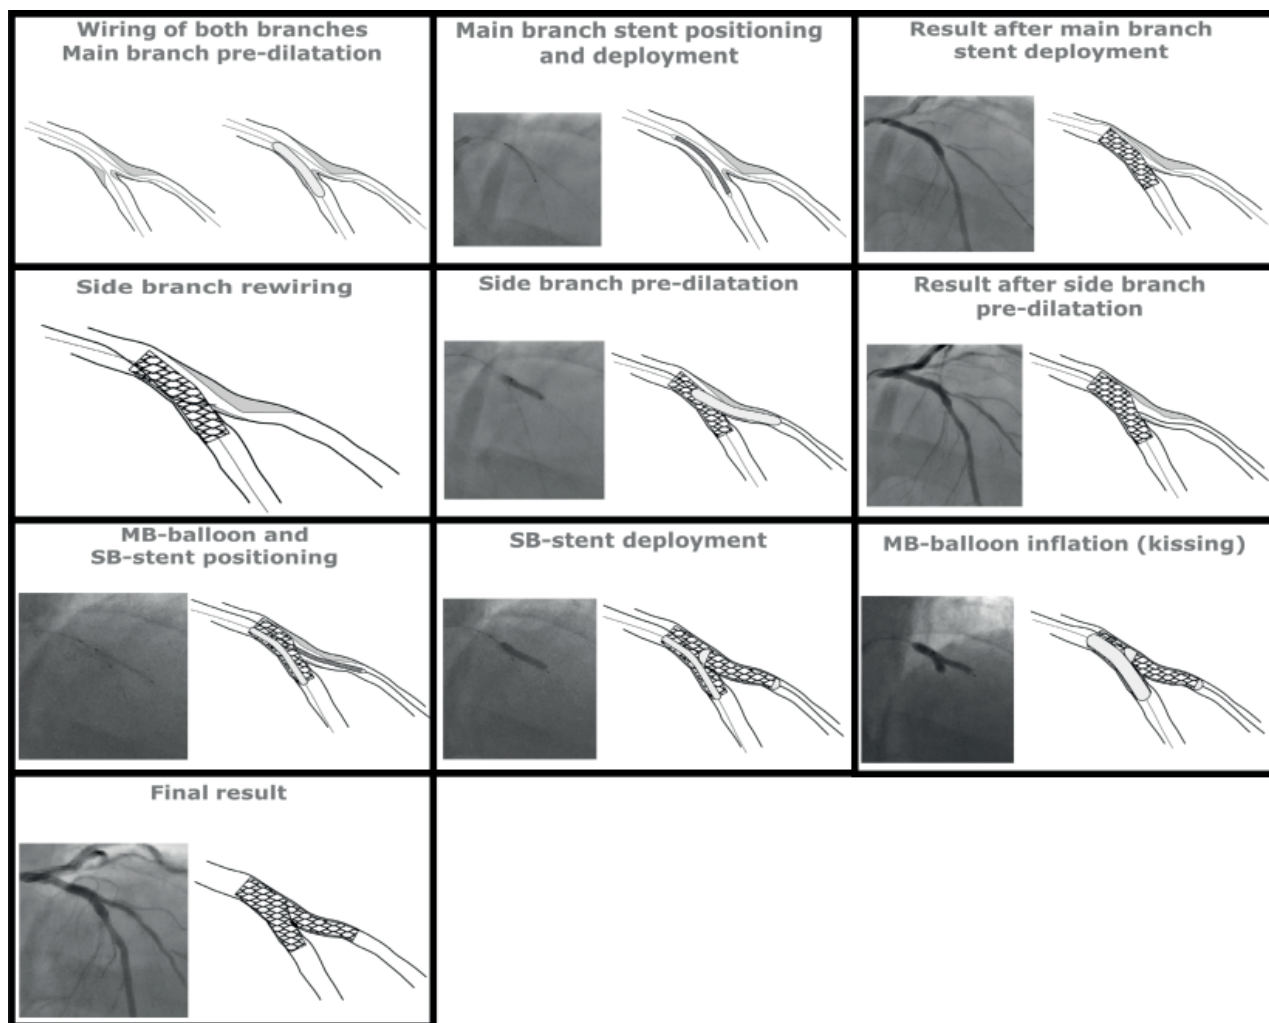 Wiring of both branches
Main branch pre-dilatation
Main branch stent positioning
and deployment
Result after main branch
stent deployment
Side branch rewiring
Side branch pre-dilatation
Result after side branch
pre-dilatation
MB-balloon and
SB-stent positioning
SB-stent deployment
MB-balloon inflation (kissing)
Final result